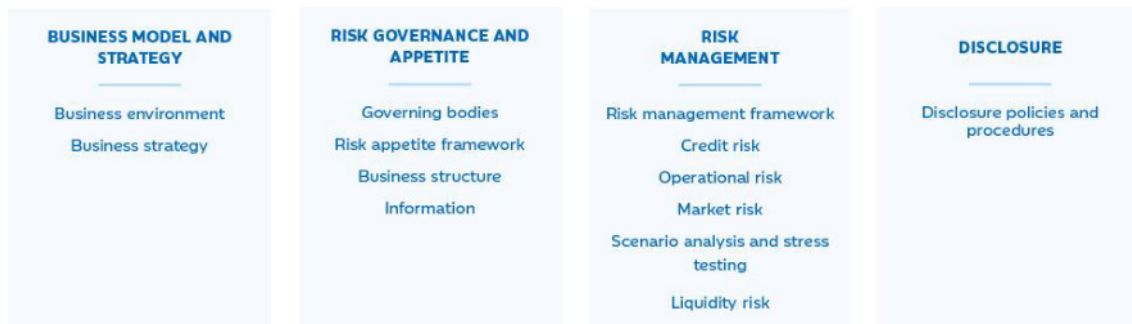 BUSINESS MODEL AND
STRATEGY
Business environment
Business strategy
RISK GOVERNANCE AND
APPETITE
Governing bodies
Risk appetite framework
Business structure
Information
RISK
MANAGEMENT
Risk management framework
Credit risk
Operational risk
Market risk
Scenario analysis and stress
testing
Liquidity risk
DISCLOSURE
Disclosure policies and
procedures